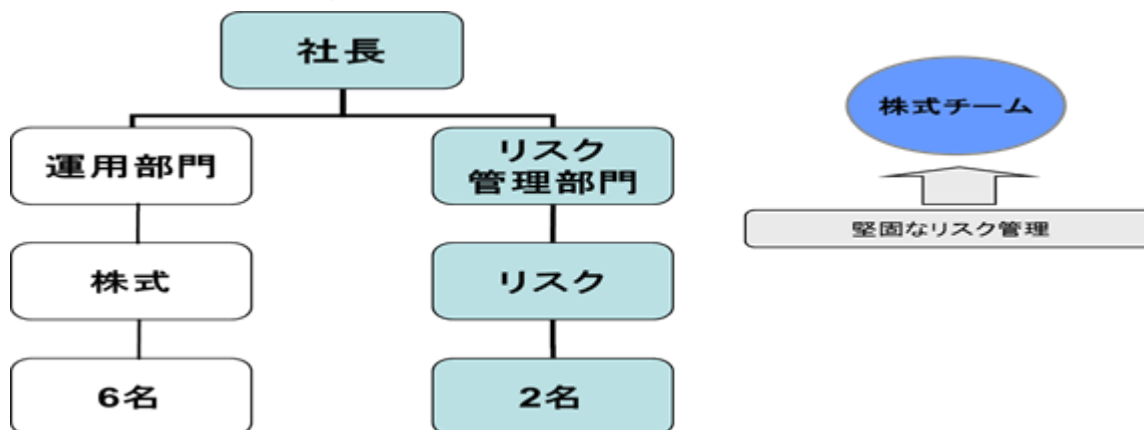 社長
運用部門
リスク
管理部門
株式
リスク
6名
2名
株式チーム
堅固なリスク管理